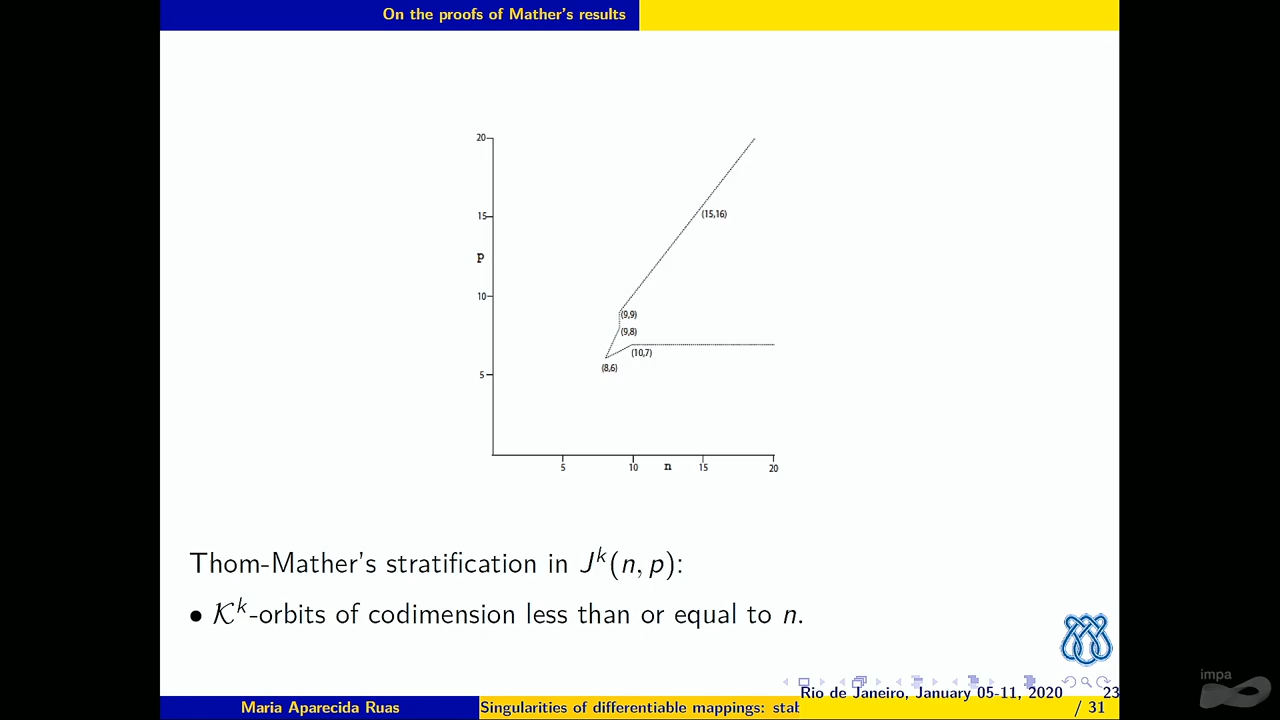 On the proofs of Mather's results
20
15
(15,16)
p
10
(9,9)
(9,8)
(10,7)
(8,6)
5
5 10 n 15 20
Thom-Mather's stratification in J^k(n, p):
• 𝒦^k-orbits of codimension less than or equal to n.
impa
Rio de Janeiro, January 05-11, 2020 23
Maria Aparecida Ruas Singularities of differentiable mappings: stab / 31